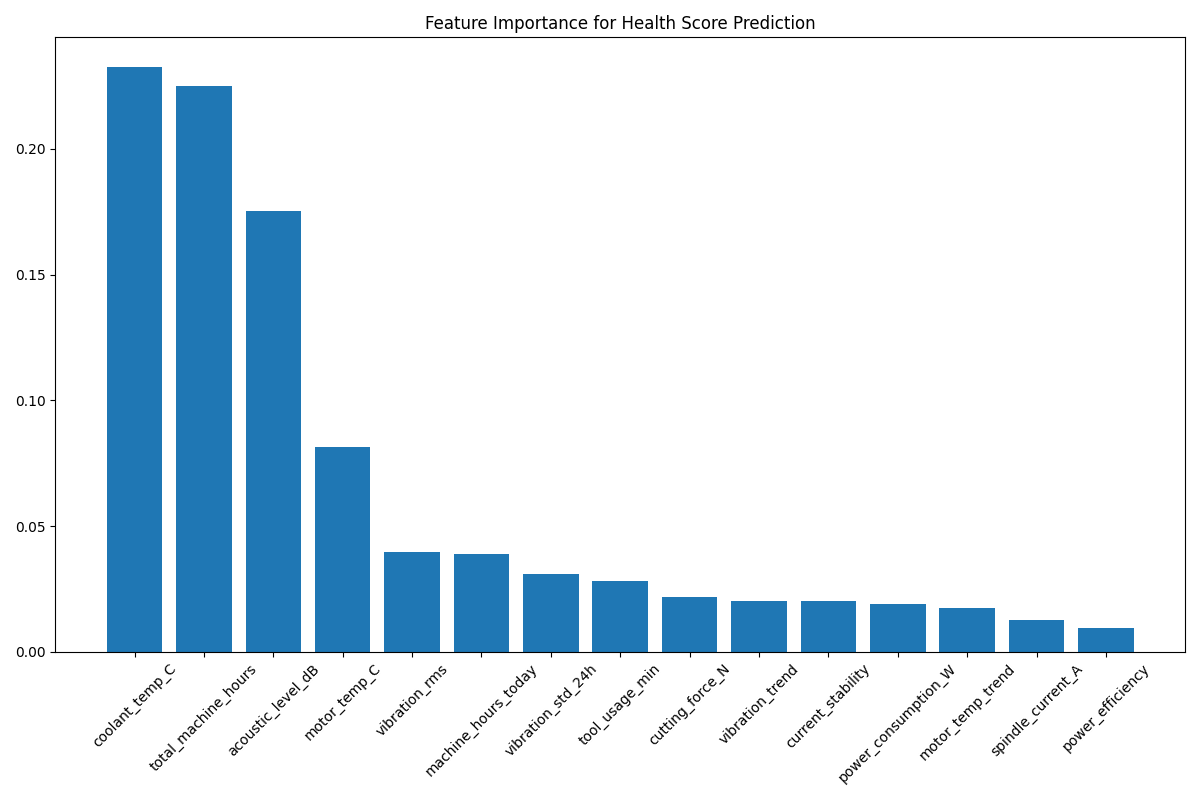 Feature Importance for Health Score Prediction
0.20
0.15
0.10
0.05
0.00
coolant_temp_C
total_machine_hours
acoustic_level_dB
motor_temp_C
vibration_rms
machine_hours_today
vibration_std_24h
tool_usage_min
cutting_force_N
vibration_trend
current_stability
power_consumption_W
motor_temp_trend
spindle_current_A
power_efficiency